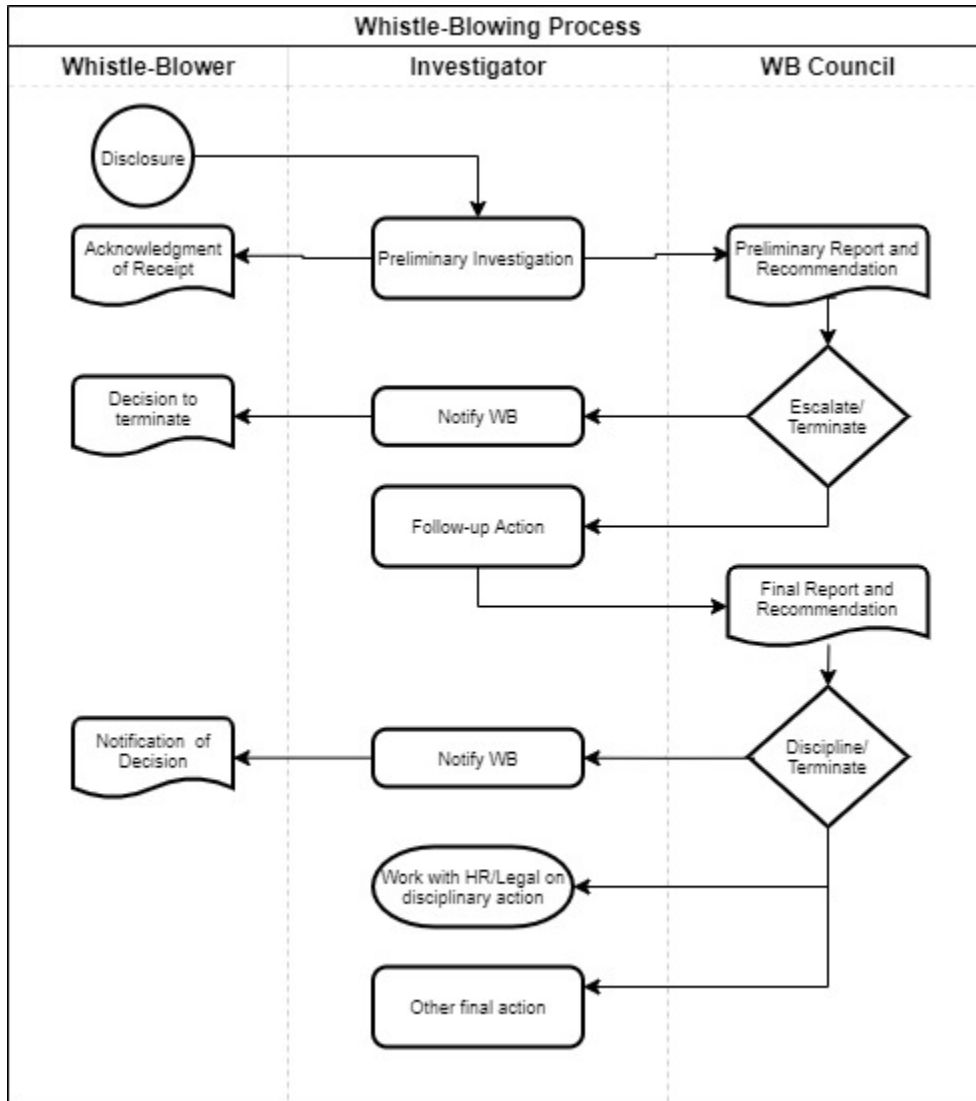 Whistle-Blowing Process
Whistle-Blower
Investigator
WB Council
Disclosure
Acknowledgment
of Receipt
Preliminary Investigation
Preliminary Report and
Recommendation
Decision to
terminate
Notify WB
Escalate/
Terminate
Follow-up Action
Final Report and
Recommendation
Notification of
Decision
Notify WB
Discipline/
Terminate
Work with HR/Legal on
disciplinary action
Other final action